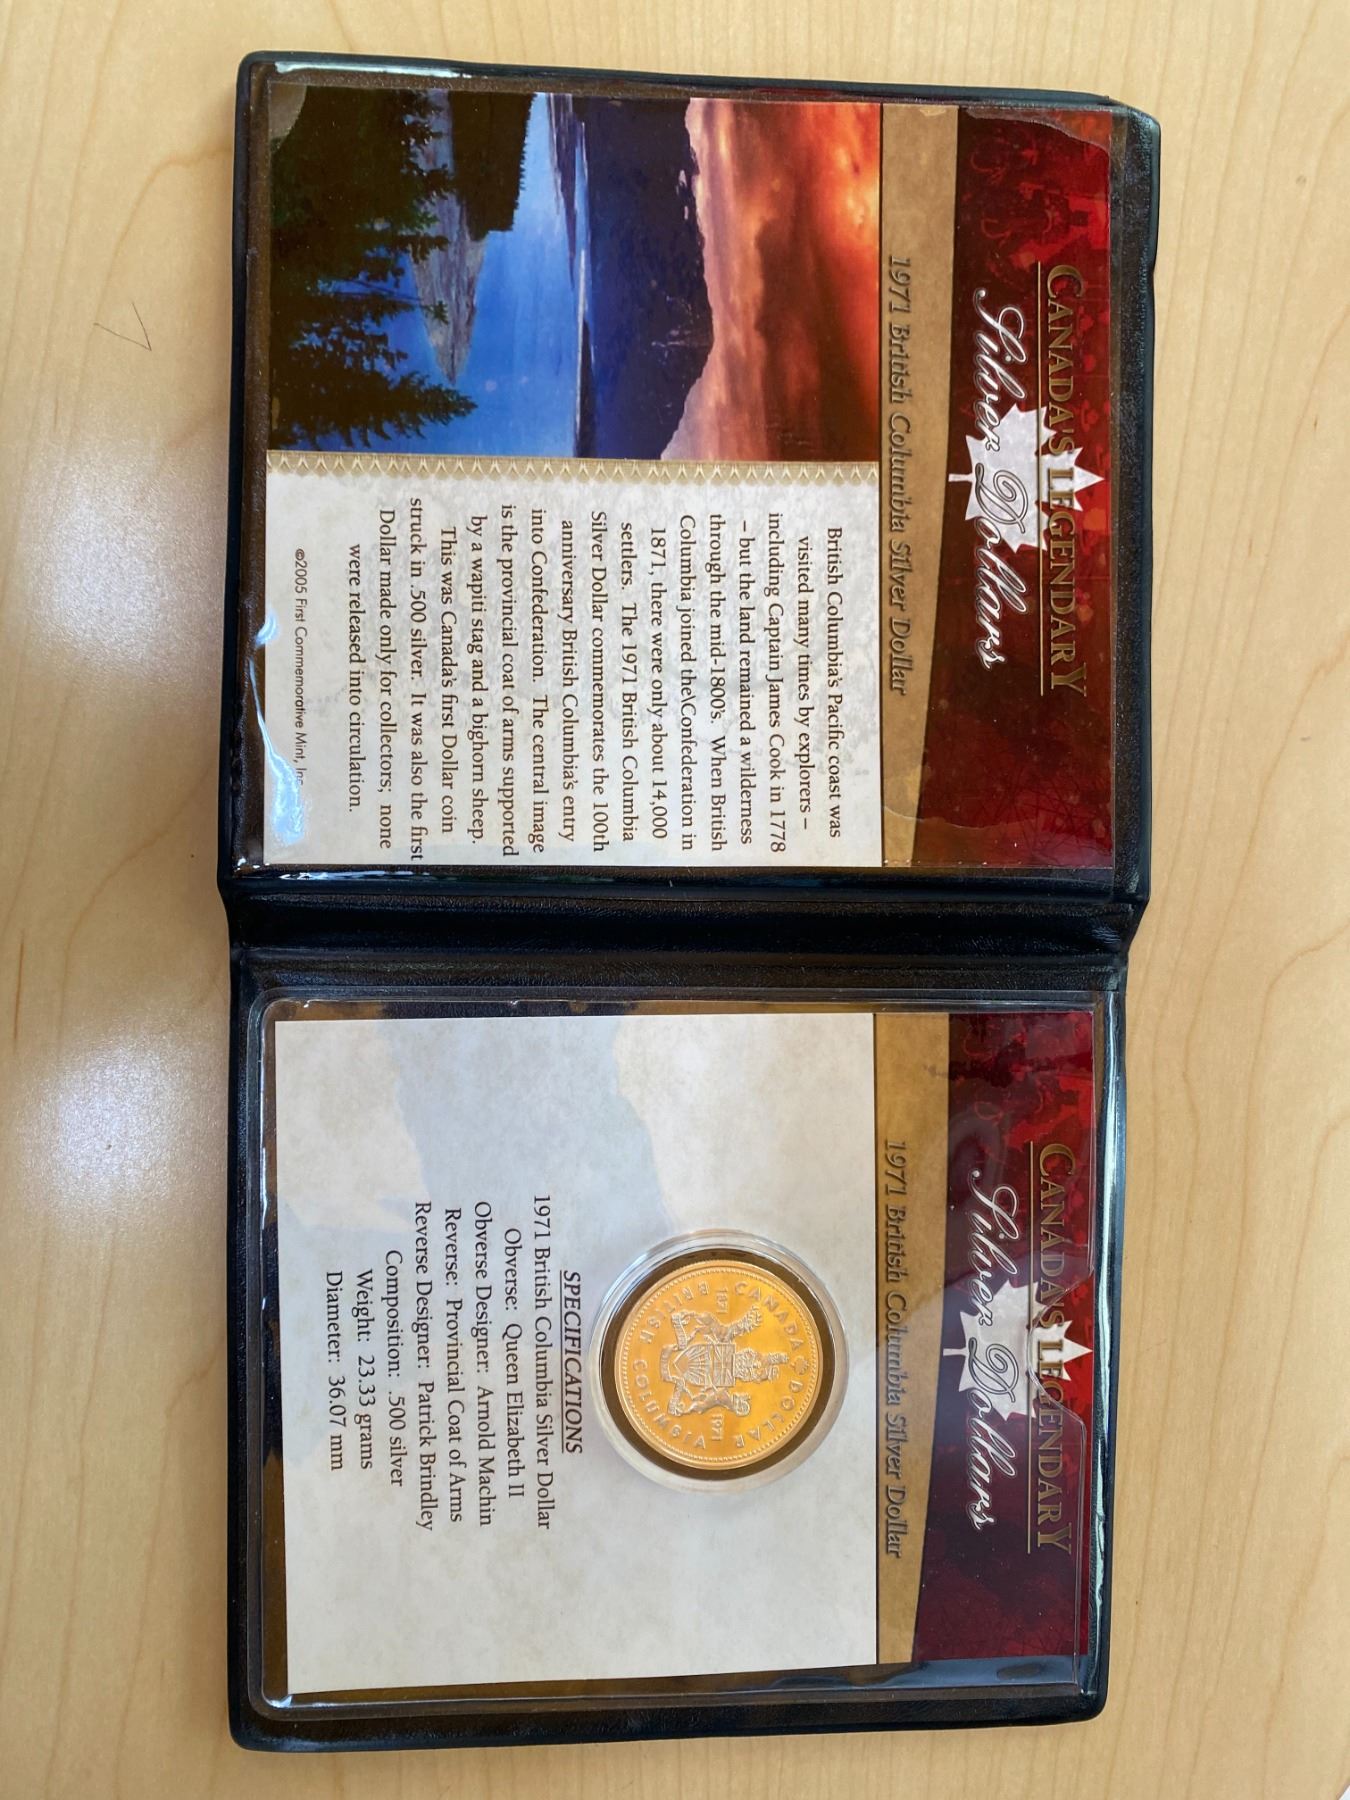 CANADA'S LEGENDARY
Silver Dollars
1971 British Columbia Silver Dollar
British Columbia's Pacific coast was
visited many times by explorers –
including Captain James Cook in 1778
– but the land remained a wilderness
through the mid-1800's. When British
Columbia joined the\Confederation in
1871, there were only about 14,000
settlers. The 1971 British Columbia
Silver Dollar commemorates the 100th
anniversary British Columbia's entry
into Confederation. The central image
is the provincial coat of arms supported
by a wapiti stag and a bighorn sheep.
This was Canada's first Dollar coin
struck in .500 silver. It was also the first
Dollar made only for collectors; none
were released into circulation.
©2005 First Commemorative Mint, Inc.
CANADA'S LEGENDARY
Silver Dollars
1971 British Columbia Silver Dollar
CANADA DOLLAR
1871 1971
BRITISH COLUMBIA
SPECIFICATIONS
1971 British Columbia Silver Dollar
Obverse: Queen Elizabeth II
Obverse Designer: Arnold Machin
Reverse: Provincial Coat of Arms
Reverse Designer: Patrick Brindley
Composition: .500 silver
Weight: 23.33 grams
Diameter: 36.07 mm